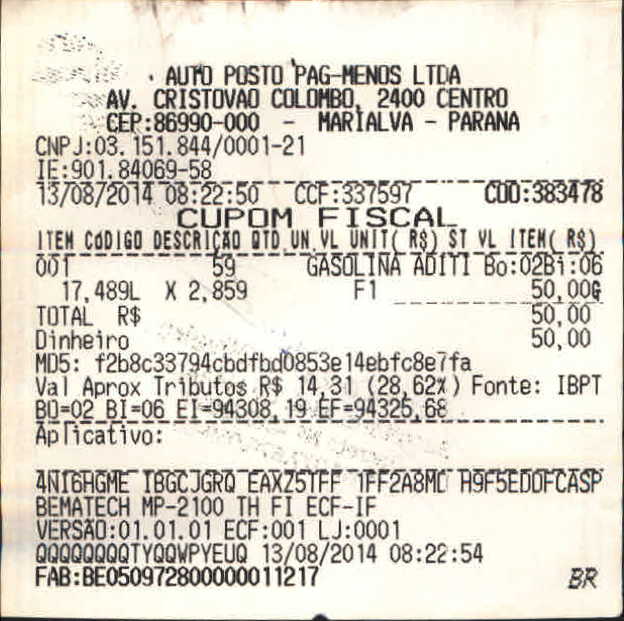 AUTO POSTO PAG-MENOS LTDA
AV. CRISTOVAO COLOMBO, 2400 CENTRO
CEP:86990-000 - MARIALVA - PARANA
CNPJ:03.151.844/0001-21
IE:901.84069-58
13/08/2014 08:22:50 CCF:337597 COO:383478
CUPOM FISCAL
ITEM CÓDIGO DESCRIÇÃO QTD.UN.VL UNIT( R$) ST VL ITEM( R$)
001 59 GASOLINA ADITI Bo:02Bi:06
17,489L X 2,859 F1 50,00G
TOTAL R$ 50,00
Dinheiro 50,00
MD5: f2b8c33794cbdfbd0853e14ebfc8e7fa
Val Aprox Tributos R$ 14,31 (28,62%) Fonte: IBPT
BO=02 BI=06 EI=94308,19 EF=94325,68
Aplicativo:
4NI6HGME IBGCJGRQ EAXZ5TFF 1FF2A8MC H9F5EDDFCASP
BEMATECH MP-2100 TH FI ECF-IF
VERSÃO:01.01.01 ECF:001 LJ:0001
QQQQQQQQTYQQWPYEUQ 13/08/2014 08:22:54
FAB:BE050972800000011217
BR